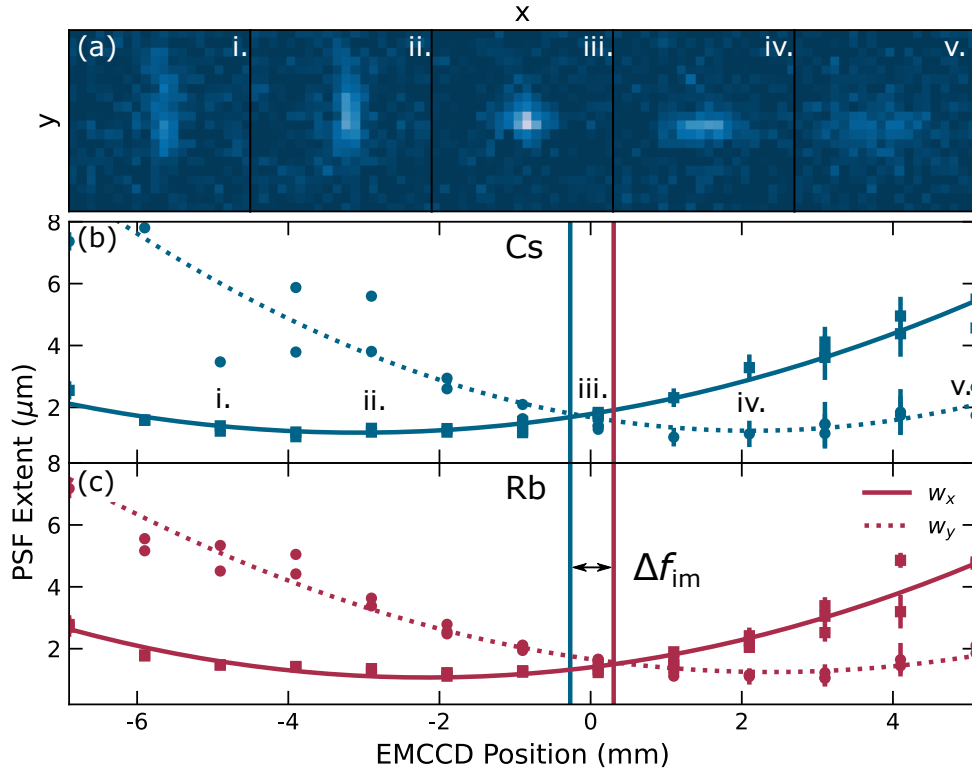 x
(a) i. ii. iii. iv. v.
y
8
(b) Cs
6
4
i. ii. iii. iv. v.
2
8
(c) Rb
w_x
6
w_y
Δf_im
4
2
PSF Extent (μm)
-6 -4 -2 0 2 4
EMCCD Position (mm)